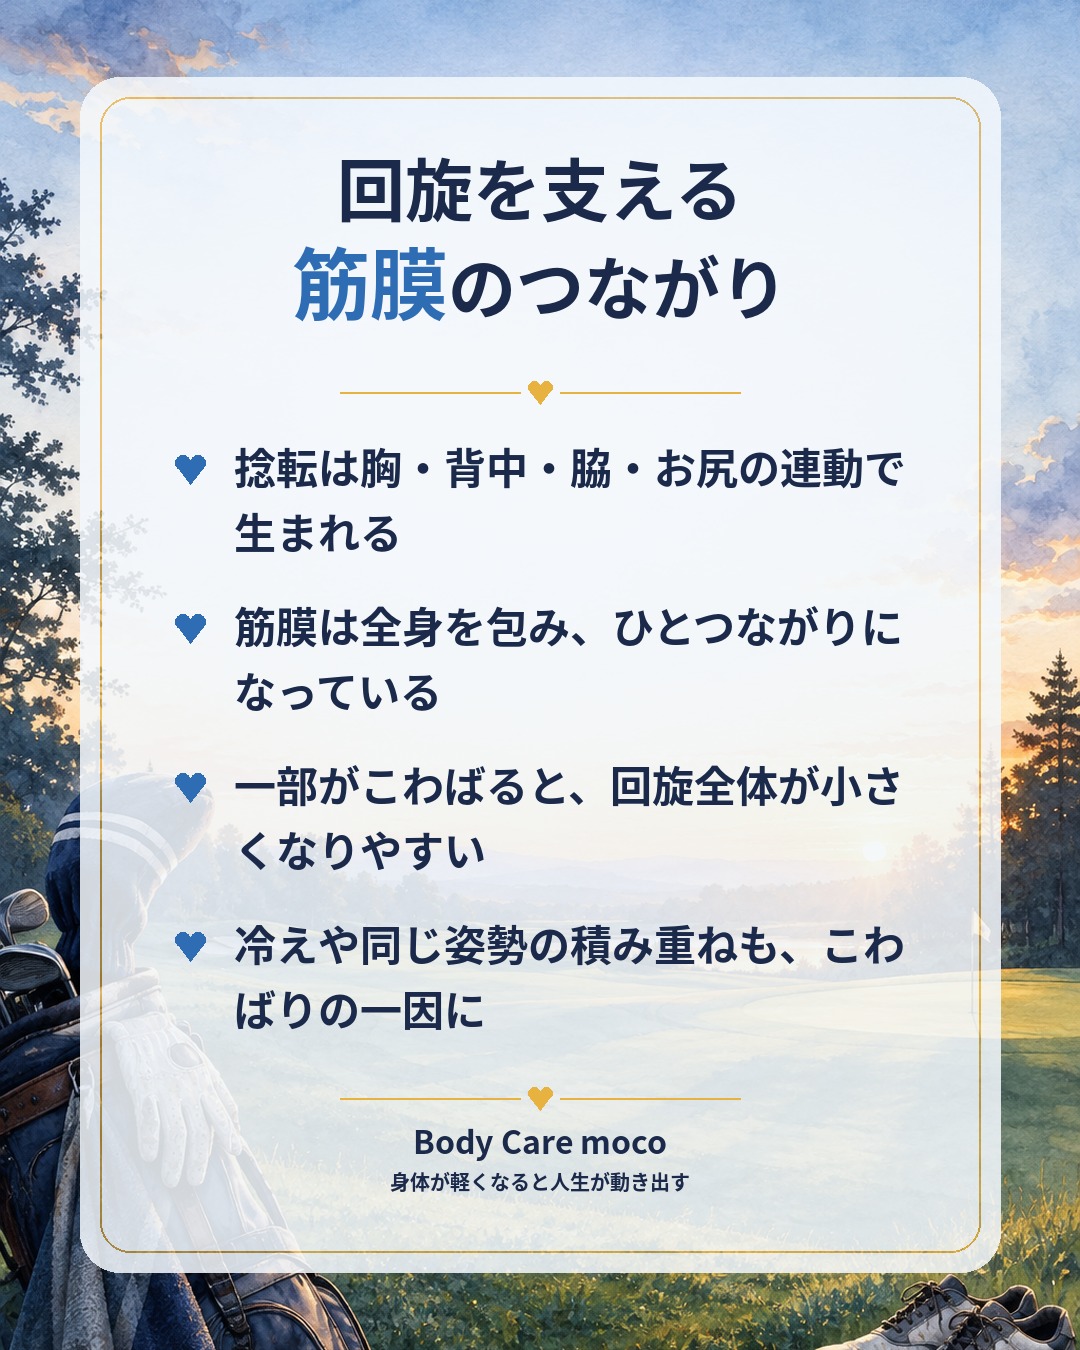 回旋を支える
筋膜のつながり
捻転は胸・背中・脇・お尻の連動で
生まれる
筋膜は全身を包み、ひとつながりに
なっている
一部がこわばると、回旋全体が小さ
くなりやすい
冷えや同じ姿勢の積み重ねも、こわ
ばりの一因に
Body Care moco
身体が軽くなると人生が動き出す